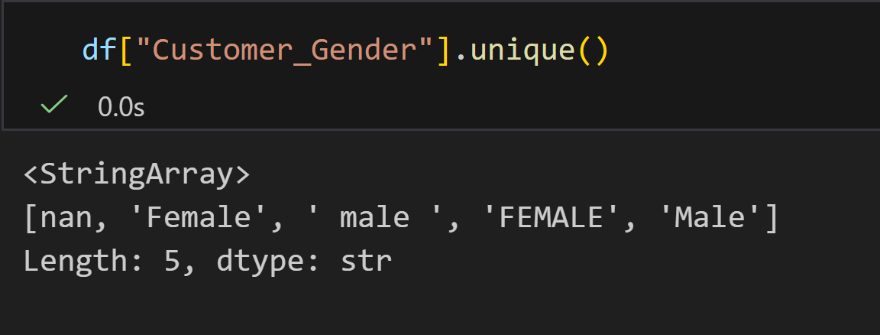 df["Customer_Gender"].unique()
0.0s
<StringArray>
[nan, 'Female', ' male ', 'FEMALE', 'Male']
Length: 5, dtype: str